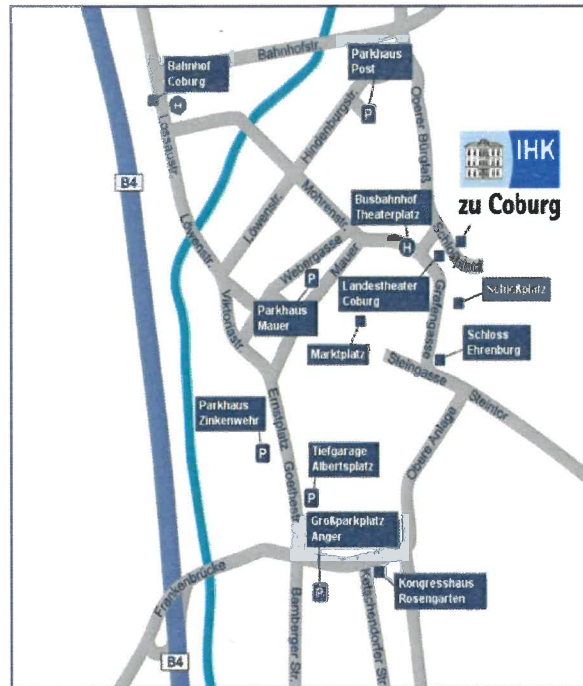 Bahnhofstr.
Bahnhof
Coburg
H
Parkhaus
Post
P
Lossaustr.
Hindenburgstr.
Oberer Bürglaß
IHK
zu Coburg
B4
Mohrenstr.
Busbahnhof
Theaterplatz
H
Löwenstr.
Löwenstr.
Webergasse
Mauer
P
Landestheater
Coburg
Grafengasse
Schloßplatz
Parkhaus
Mauer
Viktoriastr.
Marktplatz
Schloss
Ehrenburg
Steingasse
Steintor
Parkhaus
Zinkenwehr
P
Ernstplatz
Obere Anlage
Tiefgarage
Albertsplatz
P
Goethestr.
Großparkplatz
Anger
P
Frankenbrücke
Kongresshaus
Rosengarten
Ketschendorfer Str.
Bamberger Str.
B4